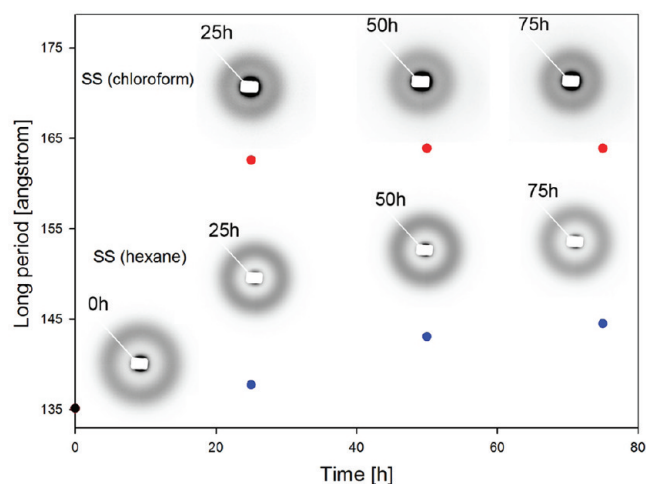 25h
50h
75h
175
SS (chloroform)
165
155
25h
50h
75h
SS (hexane)
0h
145
135
Long period [angstrom]
0
20
40
60
80
Time [h]